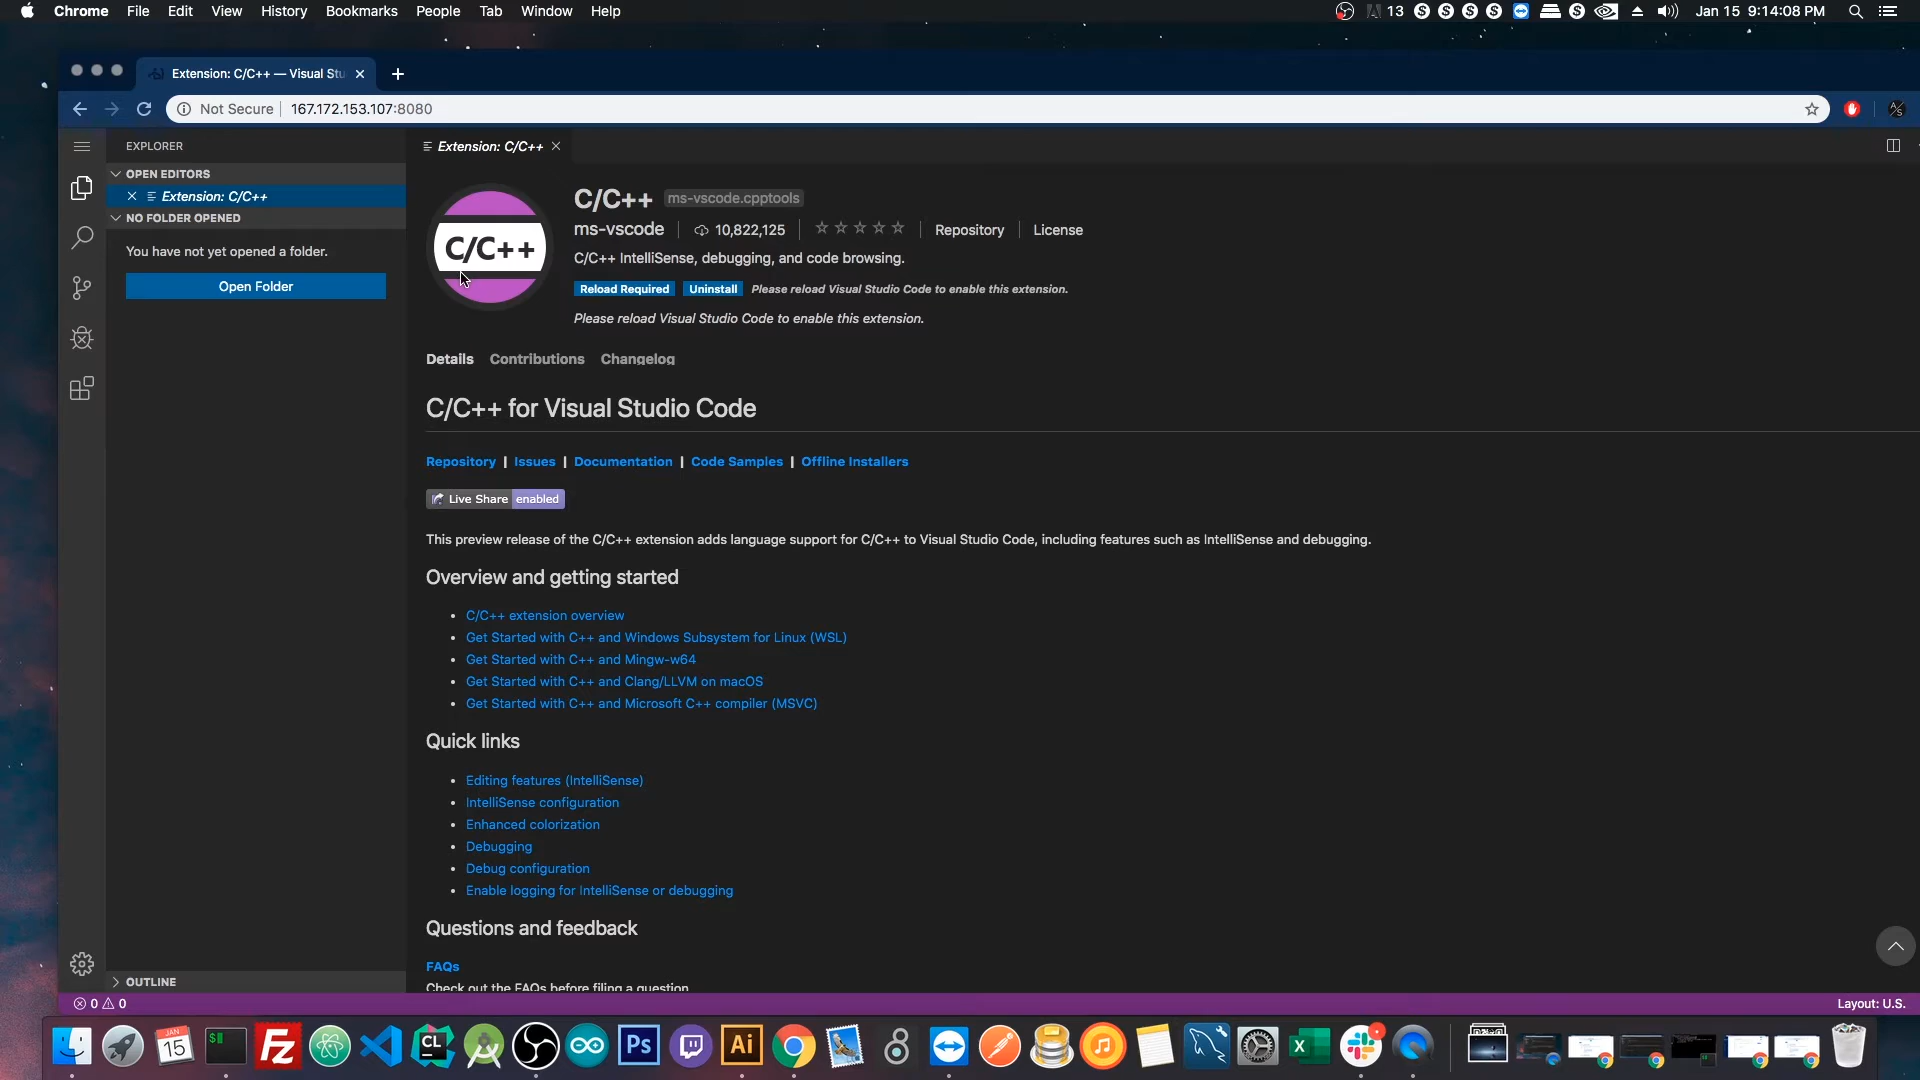 Chrome File Edit View History Bookmarks People Tab Window Help 13 Jan 15 9:14:08 PM
Extension: C/C++ — Visual Stu
Not Secure 167.172.153.107:8080
EXPLORER
OPEN EDITORS
Extension: C/C++
NO FOLDER OPENED
You have not yet opened a folder.
Open Folder
OUTLINE
Extension: C/C++
C/C++
C/C++ ms-vscode.cpptools
ms-vscode 10,822,125 Repository License
C/C++ IntelliSense, debugging, and code browsing.
Reload Required Uninstall Please reload Visual Studio Code to enable this extension.
Please reload Visual Studio Code to enable this extension.
Details Contributions Changelog
C/C++ for Visual Studio Code
Repository | Issues | Documentation | Code Samples | Offline Installers
Live Share enabled
This preview release of the C/C++ extension adds language support for C/C++ to Visual Studio Code, including features such as IntelliSense and debugging.
Overview and getting started
• C/C++ extension overview
• Get Started with C++ and Windows Subsystem for Linux (WSL)
• Get Started with C++ and Mingw-w64
• Get Started with C++ and Clang/LLVM on macOS
• Get Started with C++ and Microsoft C++ compiler (MSVC)
Quick links
• Editing features (IntelliSense)
• IntelliSense configuration
• Enhanced colorization
• Debugging
• Debug configuration
• Enable logging for IntelliSense or debugging
Questions and feedback
FAQs
Check out the FAQs before filing a question.
0 0 Layout: U.S.
JAN 15 $ Fz CL Ps Ai X